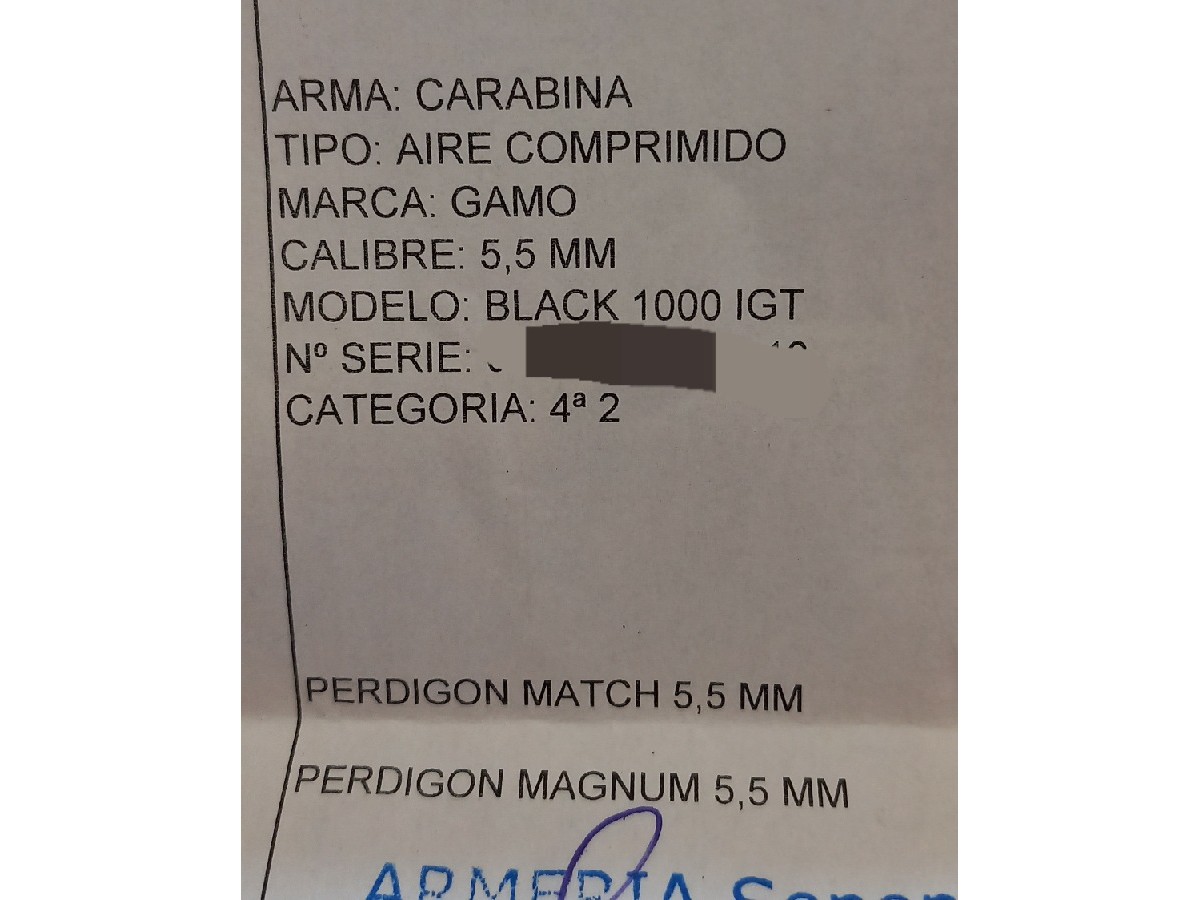 ARMA: CARABINA
TIPO: AIRE COMPRIMIDO
MARCA: GAMO
CALIBRE: 5,5 MM
MODELO: BLACK 1000 IGT
Nº SERIE:
CATEGORIA: 4ª 2
PERDIGON MATCH 5,5 MM
PERDIGON MAGNUM 5,5 MM
ARMERIA